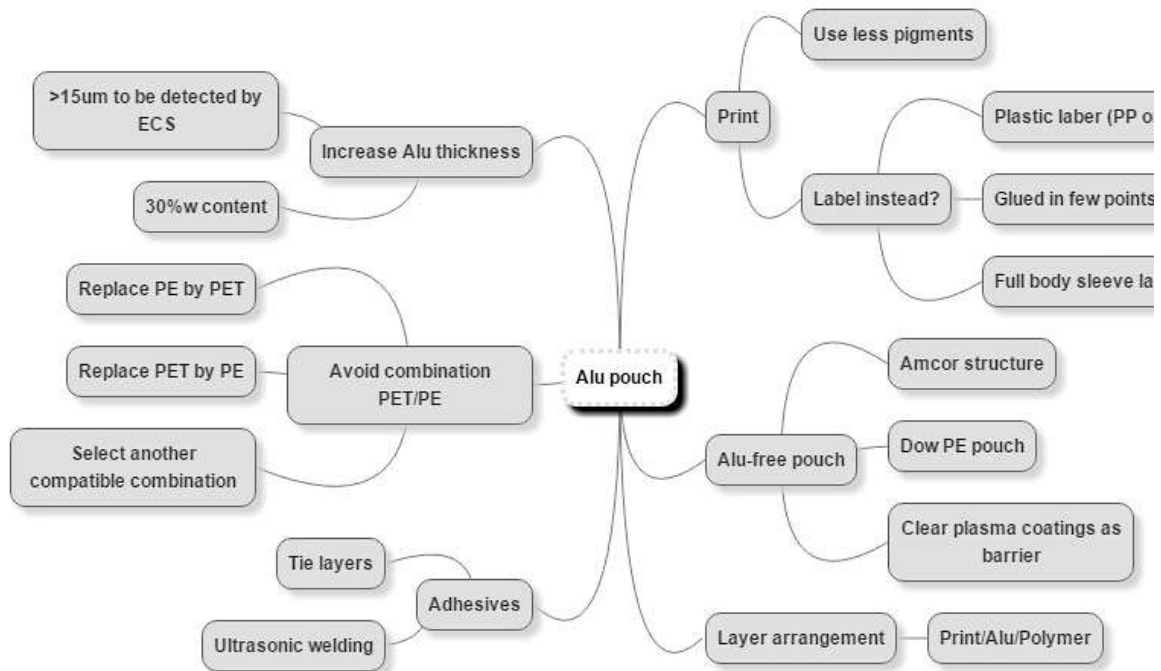 Alu pouch
Increase Alu thickness
>15um to be detected by
ECS
30%w content
Avoid combination
PET/PE
Replace PE by PET
Replace PET by PE
Select another
compatible combination
Adhesives
Tie layers
Ultrasonic welding
Print
Use less pigments
Label instead?
Plastic laber (PP
Glued in few points
Full body sleeve
Alu-free pouch
Amcor structure
Dow PE pouch
Clear plasma coatings as
barrier
Layer arrangement
Print/Alu/Polymer